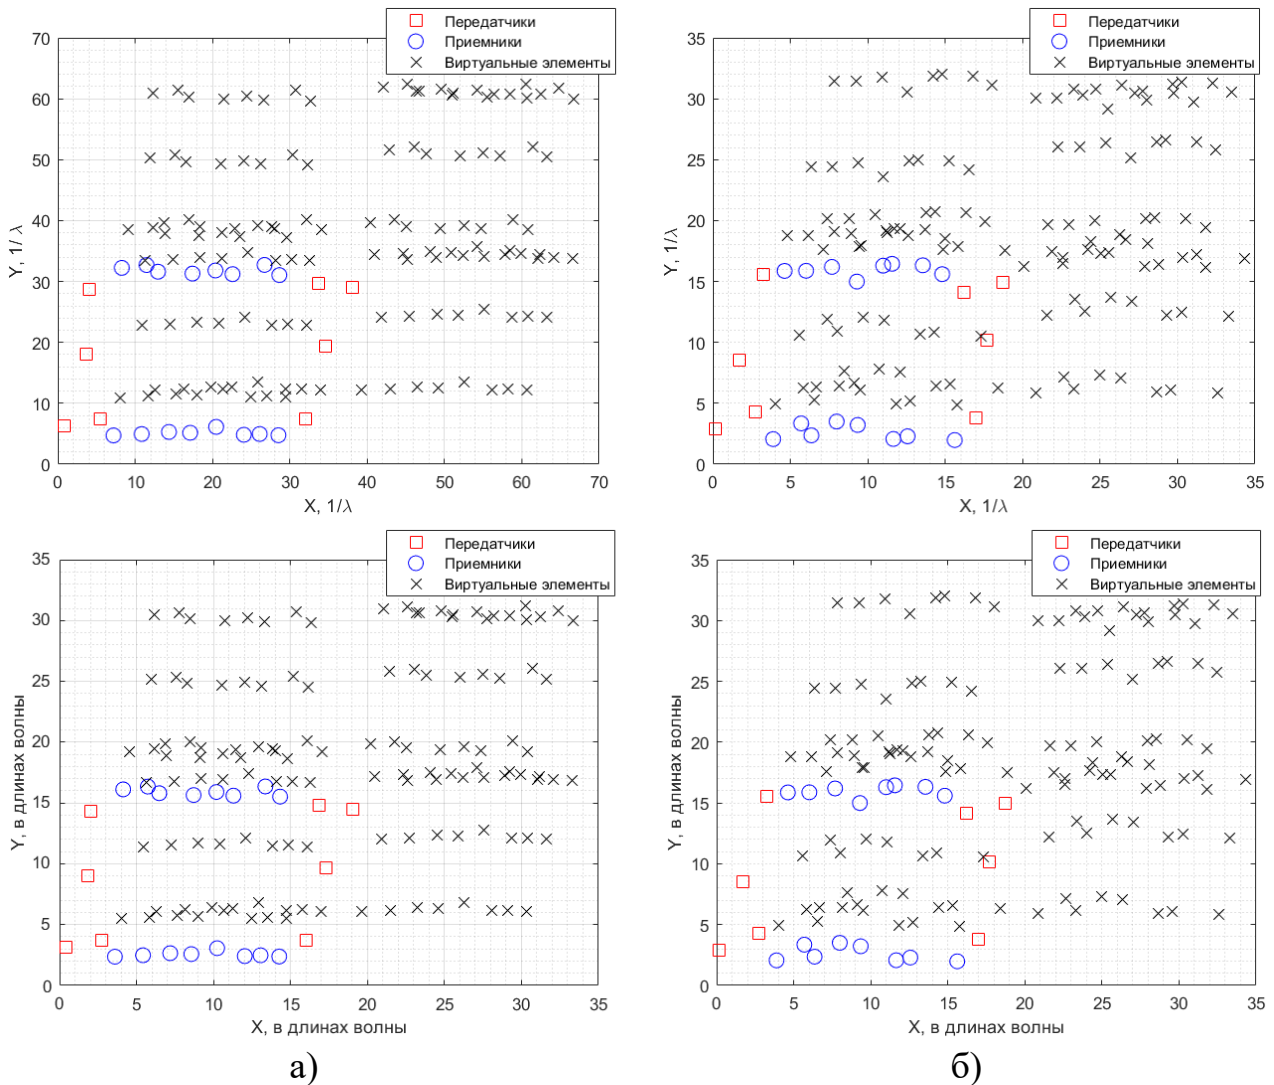 Передатчики
Приемники
Виртуальные элементы
70
60
50
40
30
20
10
0
Y, 1/ λ
0 10 20 30 40 50 60 70
X, 1/λ
Передатчики
Приемники
Виртуальные элементы
35
30
25
20
15
10
5
0
Y, 1/λ
0 5 10 15 20 25 30 35
X, 1/λ
Передатчики
Приемники
Виртуальные элементы
35
30
25
20
15
10
5
0
Y, в длинах волны
0 5 10 15 20 25 30 35
X, в длинах волны
Передатчики
Приемники
Виртуальные элементы
35
30
25
20
15
10
5
0
Y, в длинах волны
0 5 10 15 20 25 30 35
X, в длинах волны
а)
б)